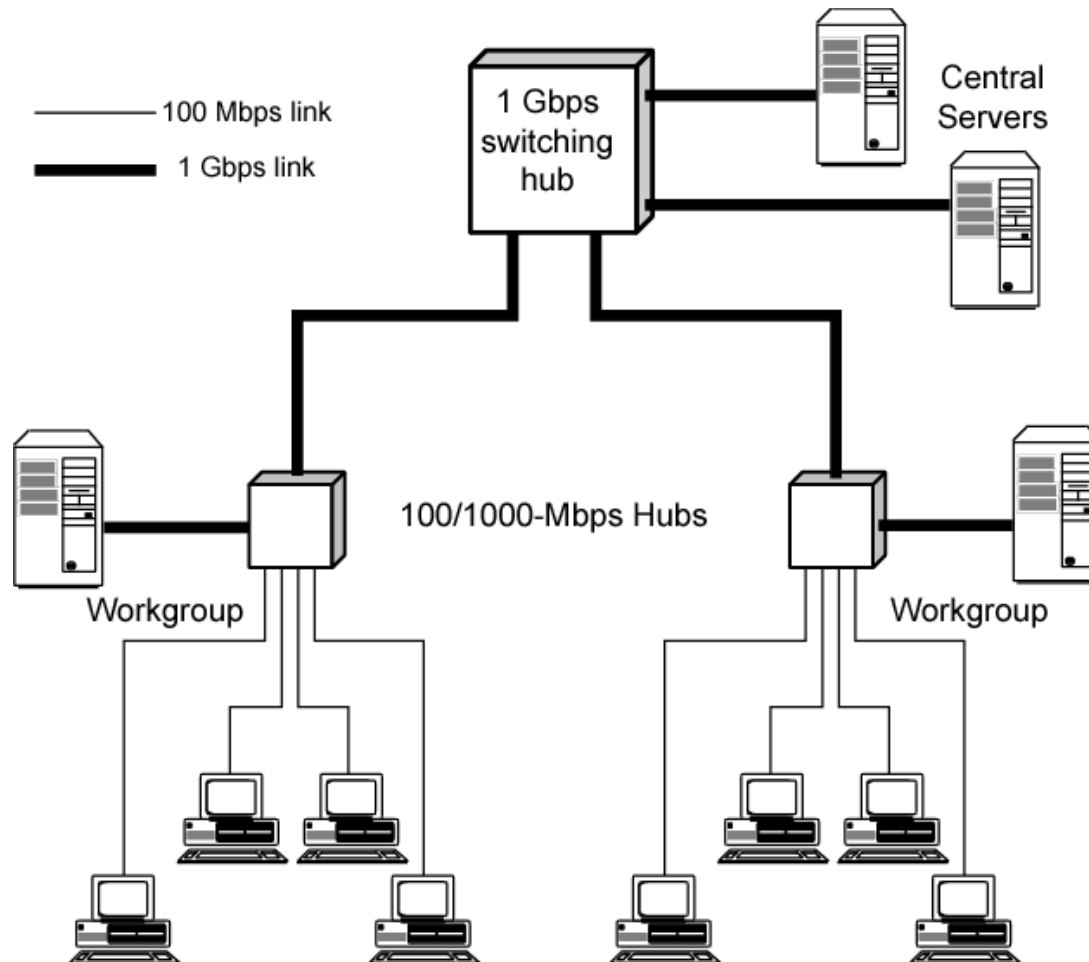 1 Gbps
switching
hub
Central
Servers
100 Mbps link
1 Gbps link
100/1000-Mbps Hubs
Workgroup
Workgroup